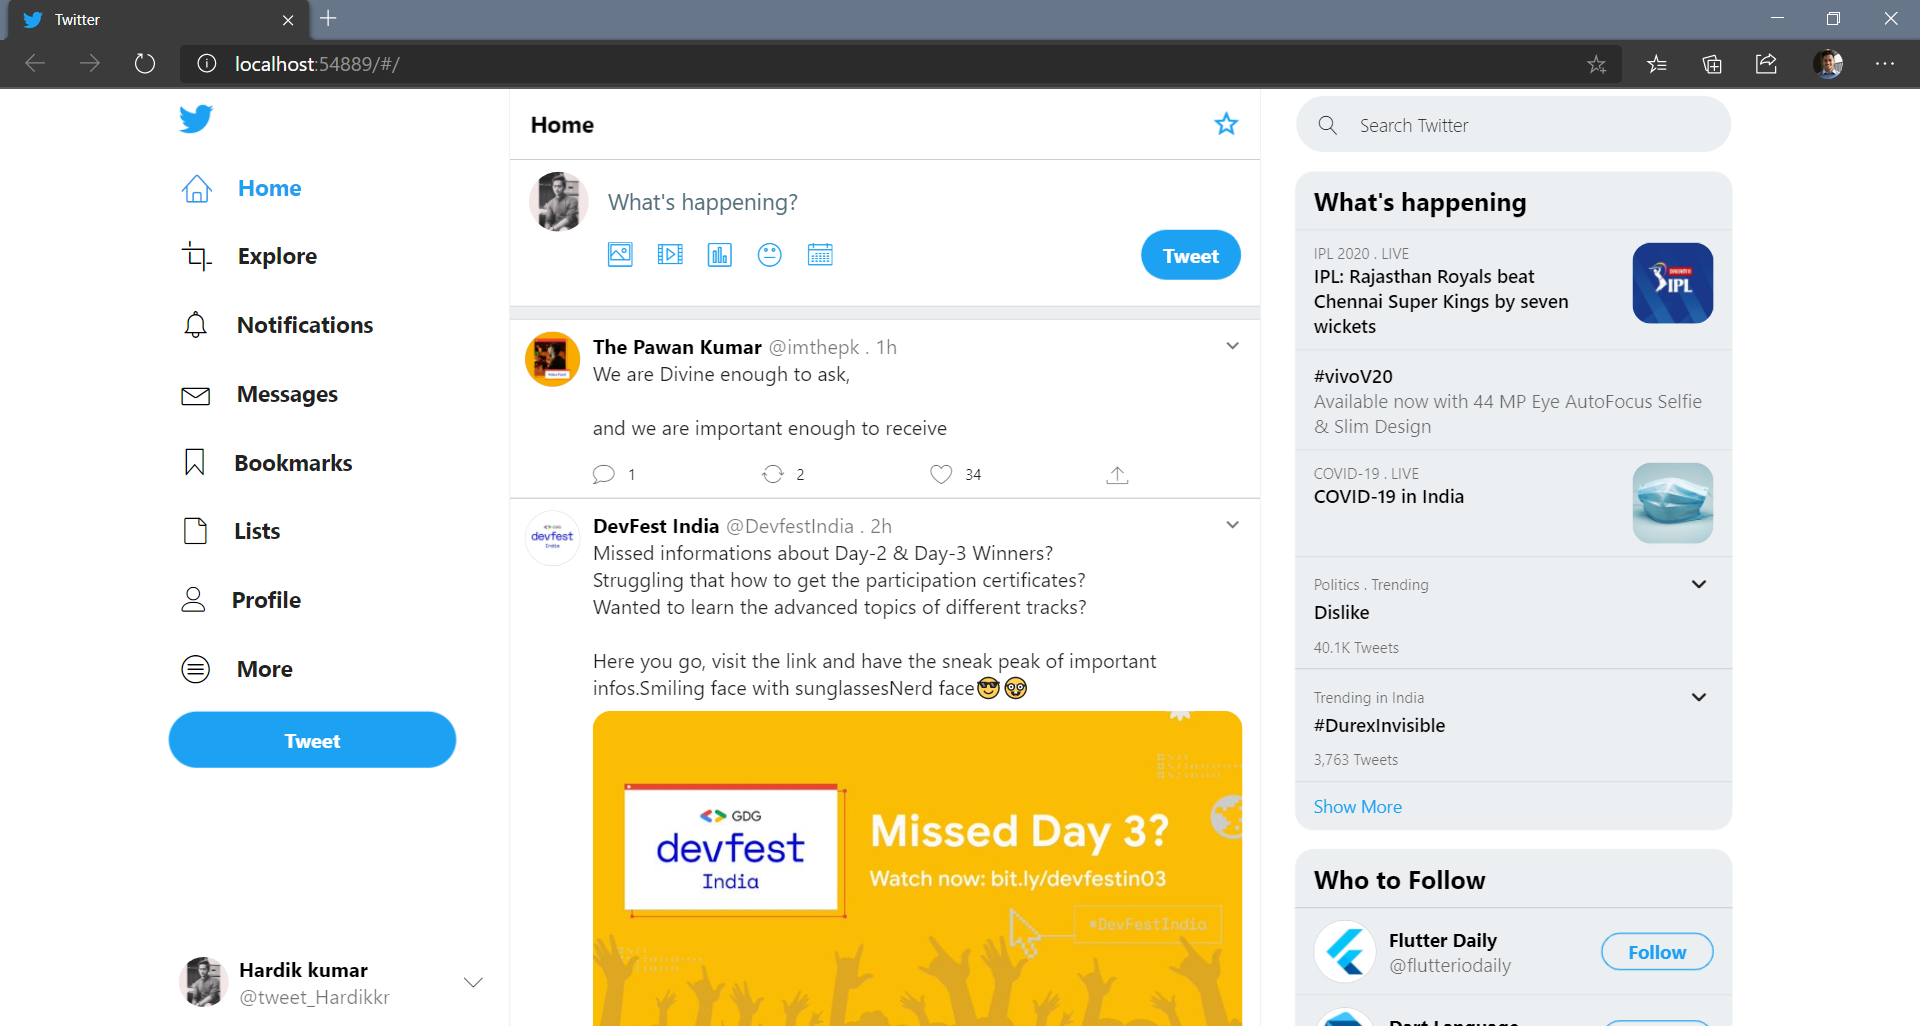 Twitter
localhost:54889/#/
Home
Explore
Notifications
Messages
Bookmarks
Lists
Profile
More
Tweet
Hardik kumar
@tweet_Hardikkr
Home
What's happening?
Tweet
The Pawan Kumar @imthepk . 1h
We are Divine enough to ask,
and we are important enough to receive
1 2 34
DevFest India @DevfestIndia . 2h
Missed informations about Day-2 & Day-3 Winners?
Struggling that how to get the participation certificates?
Wanted to learn the advanced topics of different tracks?
Here you go, visit the link and have the sneak peak of important
infos.Smiling face with sunglassesNerd face😎🤓
GDG
devfest
India
Missed Day 3?
Watch now: bit.ly/devfestin03
#DevFestIndia
Search Twitter
What's happening
IPL 2020 . LIVE
IPL: Rajasthan Royals beat
Chennai Super Kings by seven
wickets
IPL
#vivoV20
Available now with 44 MP Eye AutoFocus Selfie
& Slim Design
COVID-19 . LIVE
COVID-19 in India
Politics . Trending
Dislike
40.1K Tweets
Trending in India
#DurexInvisible
3,763 Tweets
Show More
Who to Follow
Flutter Daily
@flutteriodaily
Follow
Dart Language